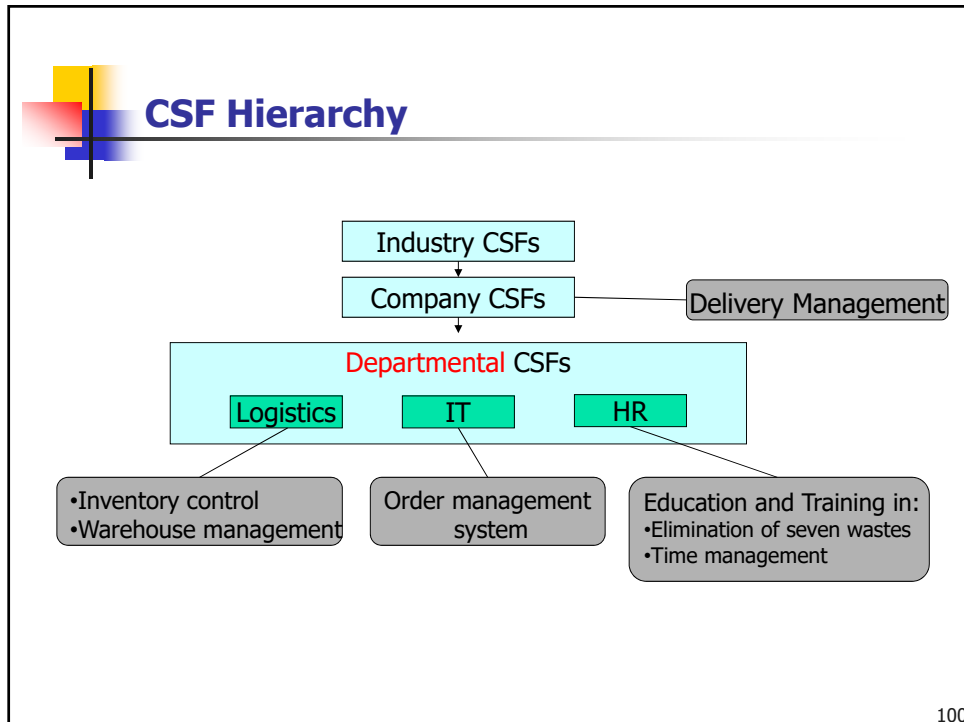 CSF Hierarchy
Industry CSFs
Company CSFs
Delivery Management
Departmental CSFs
Logistics
IT
HR
•Inventory control
•Warehouse management
Order management
system
Education and Training in:
•Elimination of seven wastes
•Time management
100